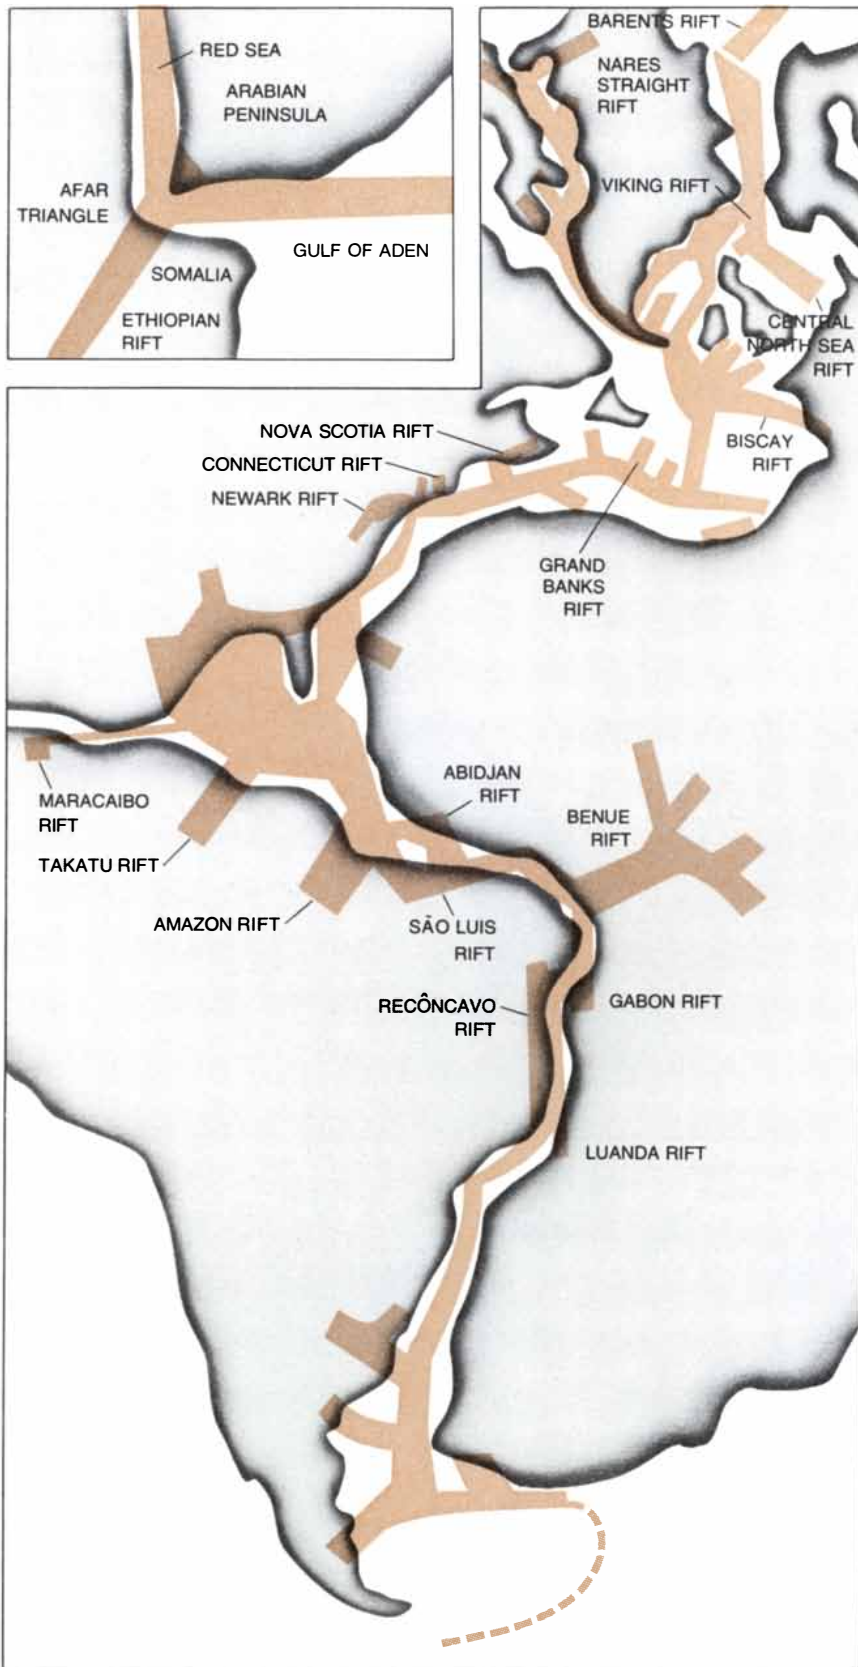 RED SEA
ARABIAN
PENINSULA
AFAR
TRIANGLE
GULF OF ADEN
SOMALIA
ETHIOPIAN
RIFT
BARENTS RIFT
NARES
STRAIGHT
RIFT
VIKING RIFT
CENTRAL
NORTH SEA
RIFT
BISCAY
RIFT
NOVA SCOTIA RIFT
CONNECTICUT RIFT
NEWARK RIFT
GRAND
BANKS
RIFT
MARACAIBO
RIFT
TAKATU RIFT
AMAZON RIFT
ABIDJAN
RIFT
BENUE
RIFT
SÃO LUIS
RIFT
RECÔNCAVO
RIFT
GABON RIFT
LUANDA RIFT